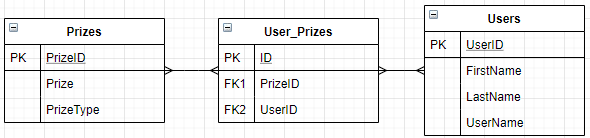 Prizes
PK PrizeID
Prize
PrizeType
User_Prizes
PK ID
FK1 PrizeID
FK2 UserID
Users
PK UserID
FirstName
LastName
UserName